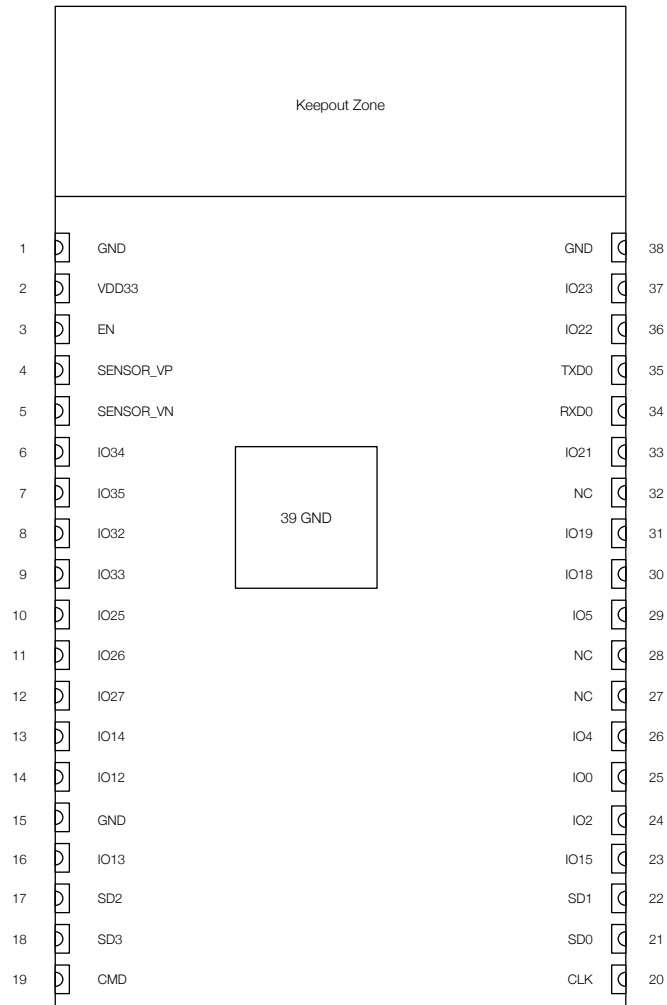 Keepout Zone
1 GND GND 38
2 VDD33 IO23 37
3 EN IO22 36
4 SENSOR_VP TXD0 35
5 SENSOR_VN RXD0 34
6 IO34 IO21 33
7 IO35 NC 32
39 GND
8 IO32 IO19 31
9 IO33 IO18 30
10 IO25 IO5 29
11 IO26 NC 28
12 IO27 NC 27
13 IO14 IO4 26
14 IO12 IO0 25
15 GND IO2 24
16 IO13 IO15 23
17 SD2 SD1 22
18 SD3 SD0 21
19 CMD CLK 20